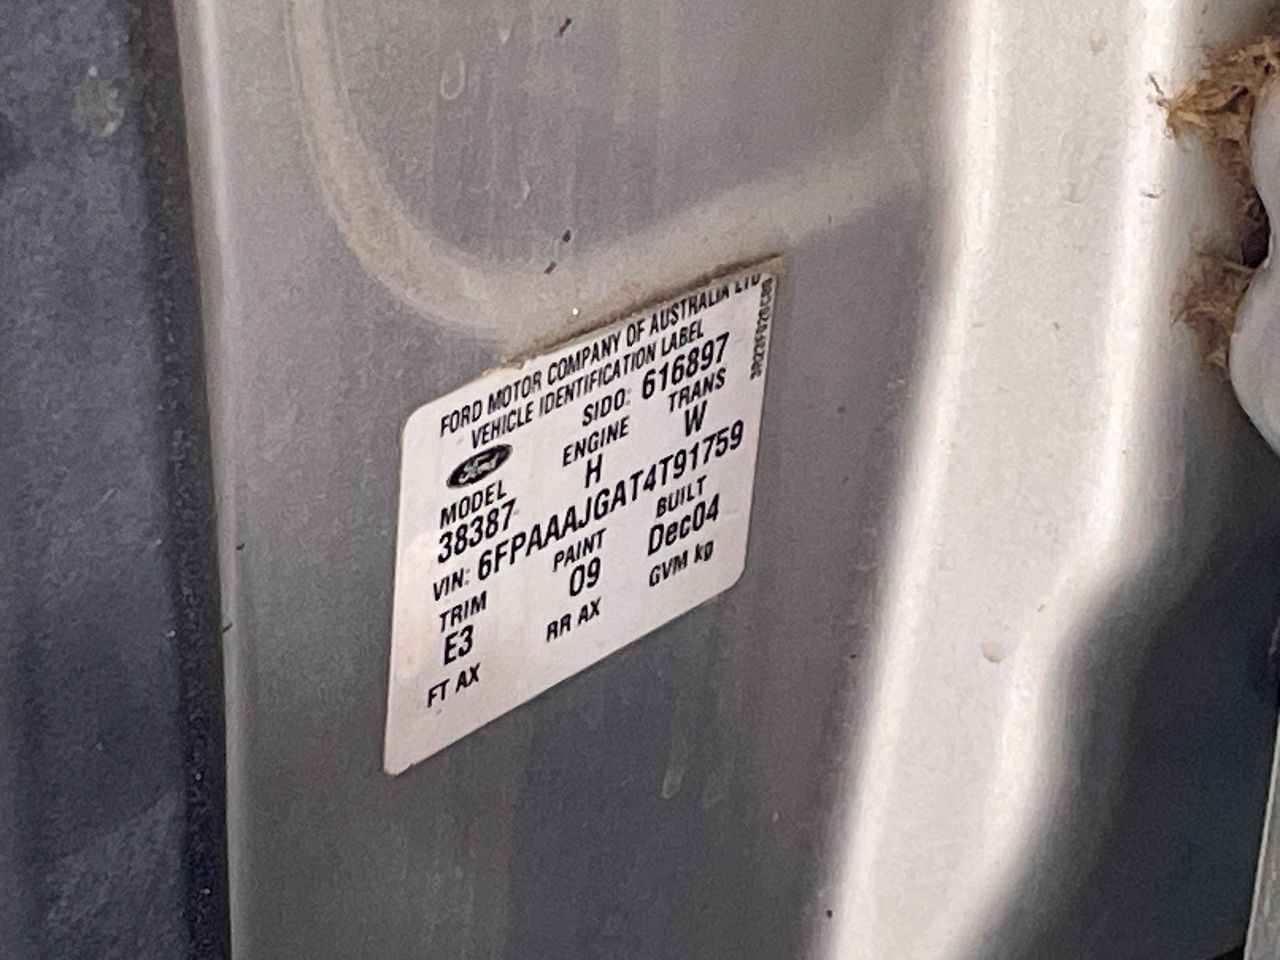 FORD MOTOR COMPANY OF AUSTRALIA LTD
VEHICLE IDENTIFICATION LABEL
Ford SIDO: 616897
MODEL ENGINE TRANS
38387 H W
VIN: 6FPAAAJGAT4T91759
TRIM PAINT BUILT
E3 09 Dec04
FT AX RR AX GVM kg